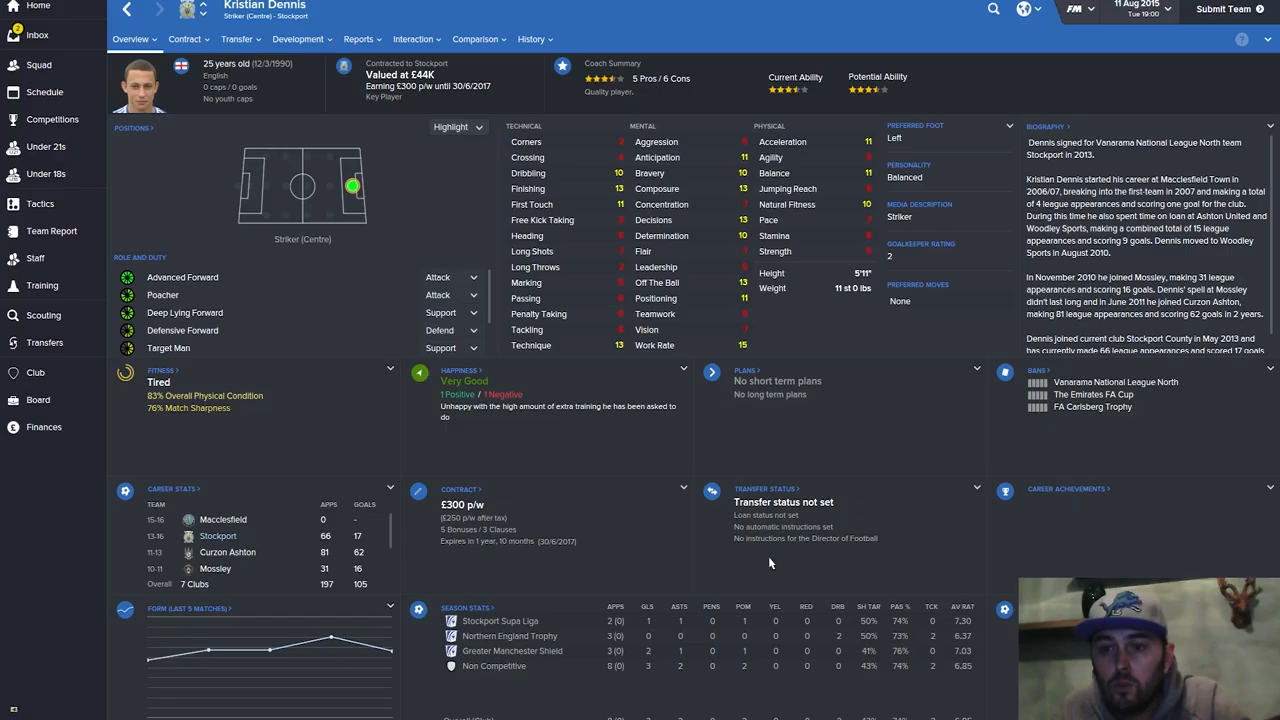 Home
Kristian Dennis
Striker (Centre) - Stockport
FM
11 Aug 2015
Tue 19:00
Submit Team
2
Inbox
Overview Contract Transfer Development Reports Interaction Comparison History
Squad
Schedule
Competitions
Under 21s
Under 18s
Tactics
Team Report
Staff
Training
Scouting
Transfers
Club
Board
Finances
25 years old (12/3/1990)
English
0 caps / 0 goals
No youth caps
Contracted to Stockport
Valued at £44K
Earning £300 p/w until 30/6/2017
Key Player
Coach Summary
5 Pros / 6 Cons
Quality player.
Current Ability
Potential Ability
POSITIONS
Highlight
Striker (Centre)
ROLE AND DUTY
Advanced Forward Attack
Poacher Attack
Deep Lying Forward Support
Defensive Forward Defend
Target Man Support
TECHNICAL
Corners
Crossing
Dribbling 10
Finishing 13
First Touch 11
Free Kick Taking
Heading
Long Shots
Long Throws
Marking
Passing
Penalty Taking
Tackling
Technique 13
MENTAL
Aggression
Anticipation 11
Bravery 10
Composure 13
Concentration
Decisions 13
Determination 10
Flair
Leadership
Off The Ball 13
Positioning 11
Teamwork
Vision
Work Rate 15
PHYSICAL
Acceleration 11
Agility
Balance 11
Jumping Reach
Natural Fitness 10
Pace
Stamina
Strength
Height 5'11"
Weight 11 st 0 lbs
PREFERRED FOOT
Left
PERSONALITY
Balanced
MEDIA DESCRIPTION
Striker
GOALKEEPER RATING
2
PREFERRED MOVES
None
BIOGRAPHY
Dennis signed for Vanarama National League North team
Stockport in 2013.
Kristian Dennis started his career at Macclesfield Town in
2006/07, breaking into the first-team in 2007 and making a total
of 4 league appearances and scoring one goal for the club.
During this time he also spent time on loan at Ashton United and
Woodley Sports, making a combined total of 15 league
appearances and scoring 9 goals. Dennis moved to Woodley
Sports in August 2010.
In November 2010 he joined Mossley, making 31 league
appearances and scoring 16 goals. Dennis' spell at Mossley
didn't last long and in June 2011 he joined Curzon Ashton,
making 81 league appearances and scoring 62 goals in 2 years.
Dennis joined current club Stockport County in May 2013 and
has currently made 66 league appearances and scored 17 goals
FITNESS
Tired
83% Overall Physical Condition
76% Match Sharpness
HAPPINESS
Very Good
1 Positive / 1 Negative
Unhappy with the high amount of extra training he has been asked to
do
PLANS
No short term plans
No long term plans
BANS
Vanarama National League North
The Emirates FA Cup
FA Carlsberg Trophy
CAREER STATS
TEAM APPS GOALS
15-16 Macclesfield 0 -
13-16 Stockport 66 17
11-13 Curzon Ashton 81 62
10-11 Mossley 31 16
Overall 7 Clubs 197 105
CONTRACT
£300 p/w
(£250 p/w after tax)
5 Bonuses / 3 Clauses
Expires in 1 year, 10 months (30/6/2017)
TRANSFER STATUS
Transfer status not set
Loan status not set
No automatic instructions set
No instructions for the Director of Football
CAREER ACHIEVEMENTS
FORM (LAST 5 MATCHES)
SEASON STATS APPS GLS ASTS PENS POM YEL RED DRB SH TAR PAS % TCK AV RAT
Stockport Supa Liga 2 (0) 1 1 0 1 0 0 0 50% 74% 0 7.30
Northern England Trophy 3 (0) 0 0 0 0 0 0 2 50% 73% 2 6.37
Greater Manchester Shield 3 (0) 2 1 0 1 0 0 0 41% 76% 0 7.03
Non Competitive 8 (0) 3 2 0 2 0 0 2 43% 74% 2 6.85